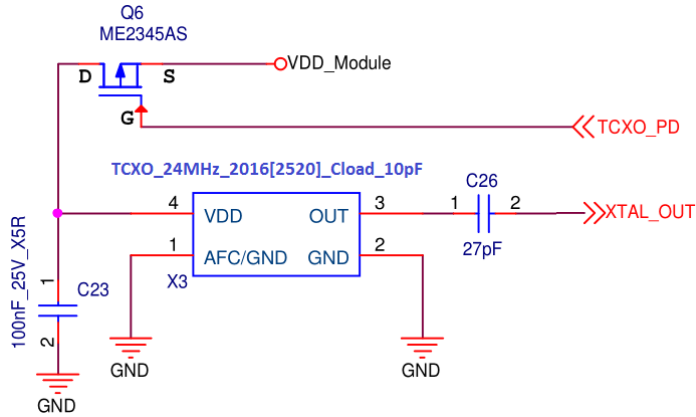 Q6
ME2345AS
D
S
VDD_Module
G
TCXO_PD
TCXO_24MHz_2016[2520]_Cload_10pF
C26
4
VDD
OUT
3
1
2
XTAL_OUT
1
AFC/GND
GND
2
27pF
X3
100nF_25V_X5R
1
C23
2
GND
GND
GND